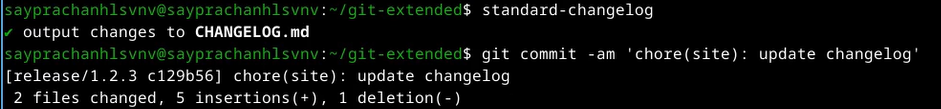 sayprachanhlsvnv@sayprachanhlsvnv:~/git-extended$ standard-changelog
✔ output changes to CHANGELOG.md
sayprachanhlsvnv@sayprachanhlsvnv:~/git-extended$ git commit -am 'chore(site): update changelog'
[release/1.2.3 c129b56] chore(site): update changelog
 2 files changed, 5 insertions(+), 1 deletion(-)